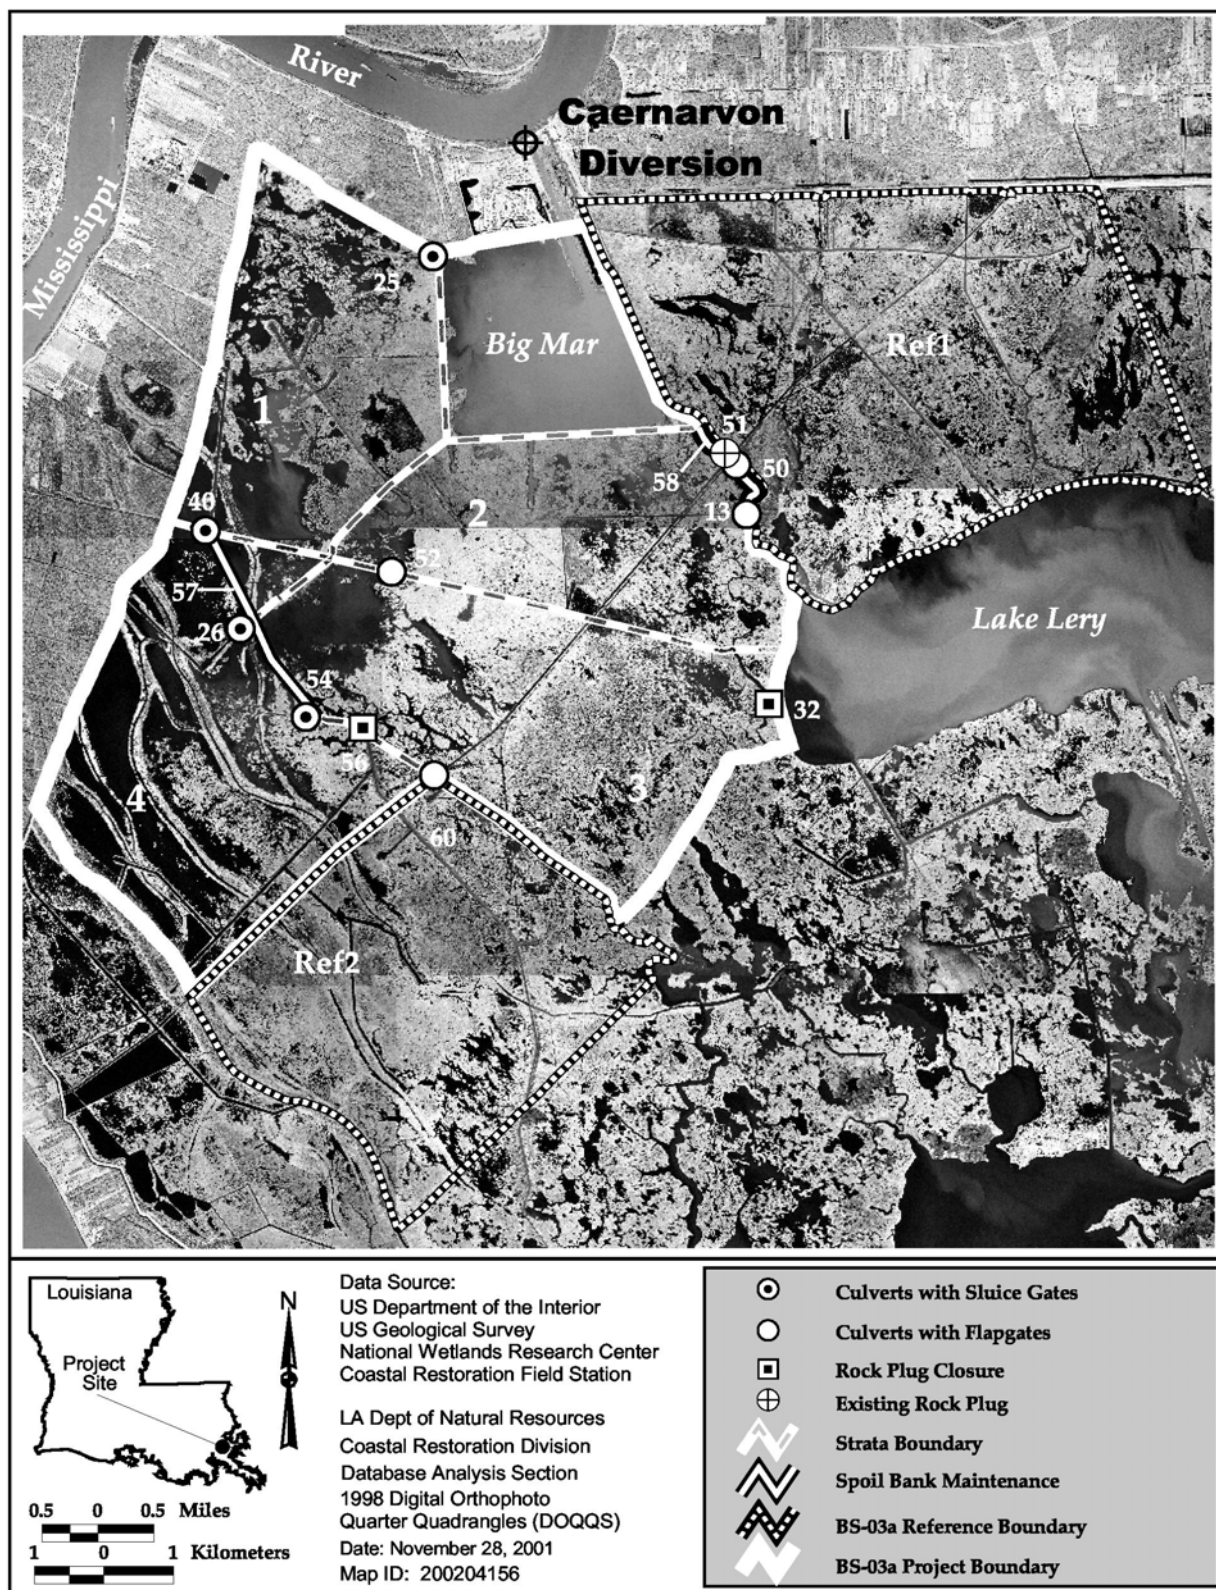 River
Caernarvon
Diversion
Mississippi
25
Big Mar
Ref1
1
51
58
50
40
2
13
52
57
26
Lake Lery
54
32
56
4
3
60
Ref2
Louisiana
Project
Site
N
0.5 0 0.5 Miles
1 0 1 Kilometers
Data Source:
US Department of the Interior
US Geological Survey
National Wetlands Research Center
Coastal Restoration Field Station
LA Dept of Natural Resources
Coastal Restoration Division
Database Analysis Section
1998 Digital Orthophoto
Quarter Quadrangles (DOQQS)
Date: November 28, 2001
Map ID: 200204156
Culverts with Sluice Gates
Culverts with Flapgates
Rock Plug Closure
Existing Rock Plug
Strata Boundary
Spoil Bank Maintenance
BS-03a Reference Boundary
BS-03a Project Boundary